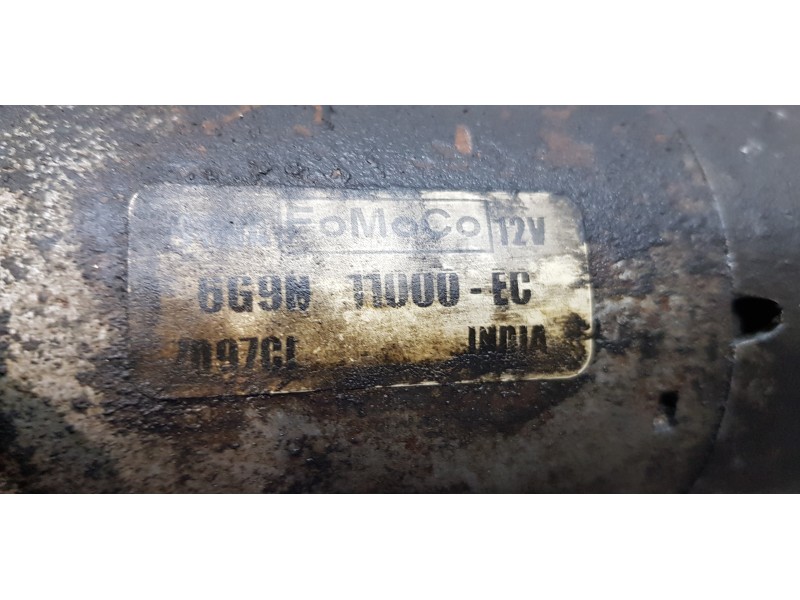 FoMoCo 12V
6G9N 11000-EC
INDIA